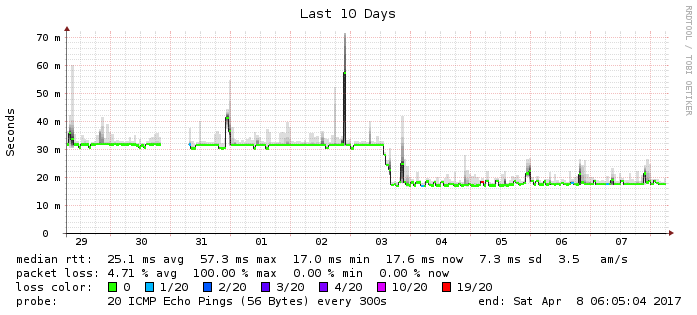 Last 10 Days
RRDTOOL / TOBI OETIKER
Seconds
70 m
60 m
50 m
40 m
30 m
20 m
10 m
0
29 30 31 01 02 03 04 05 06 07
median rtt: 25.1 ms avg 57.3 ms max 17.0 ms min 17.6 ms now 7.3 ms sd 3.5 am/s
packet loss: 4.71 % avg 100.00 % max 0.00 % min 0.00 % now
loss color: 0 1/20 2/20 3/20 4/20 10/20 19/20
probe: 20 ICMP Echo Pings (56 Bytes) every 300s end: Sat Apr 8 06:05:04 2017